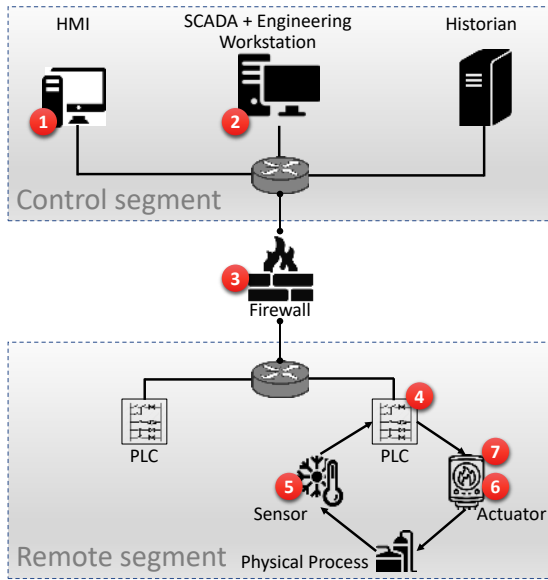 HMI
SCADA + Engineering
Workstation
Historian
1
2
Control segment
3
Firewall
4
PLC
PLC
7
5
6
Sensor
Actuator
Physical Process
Remote segment